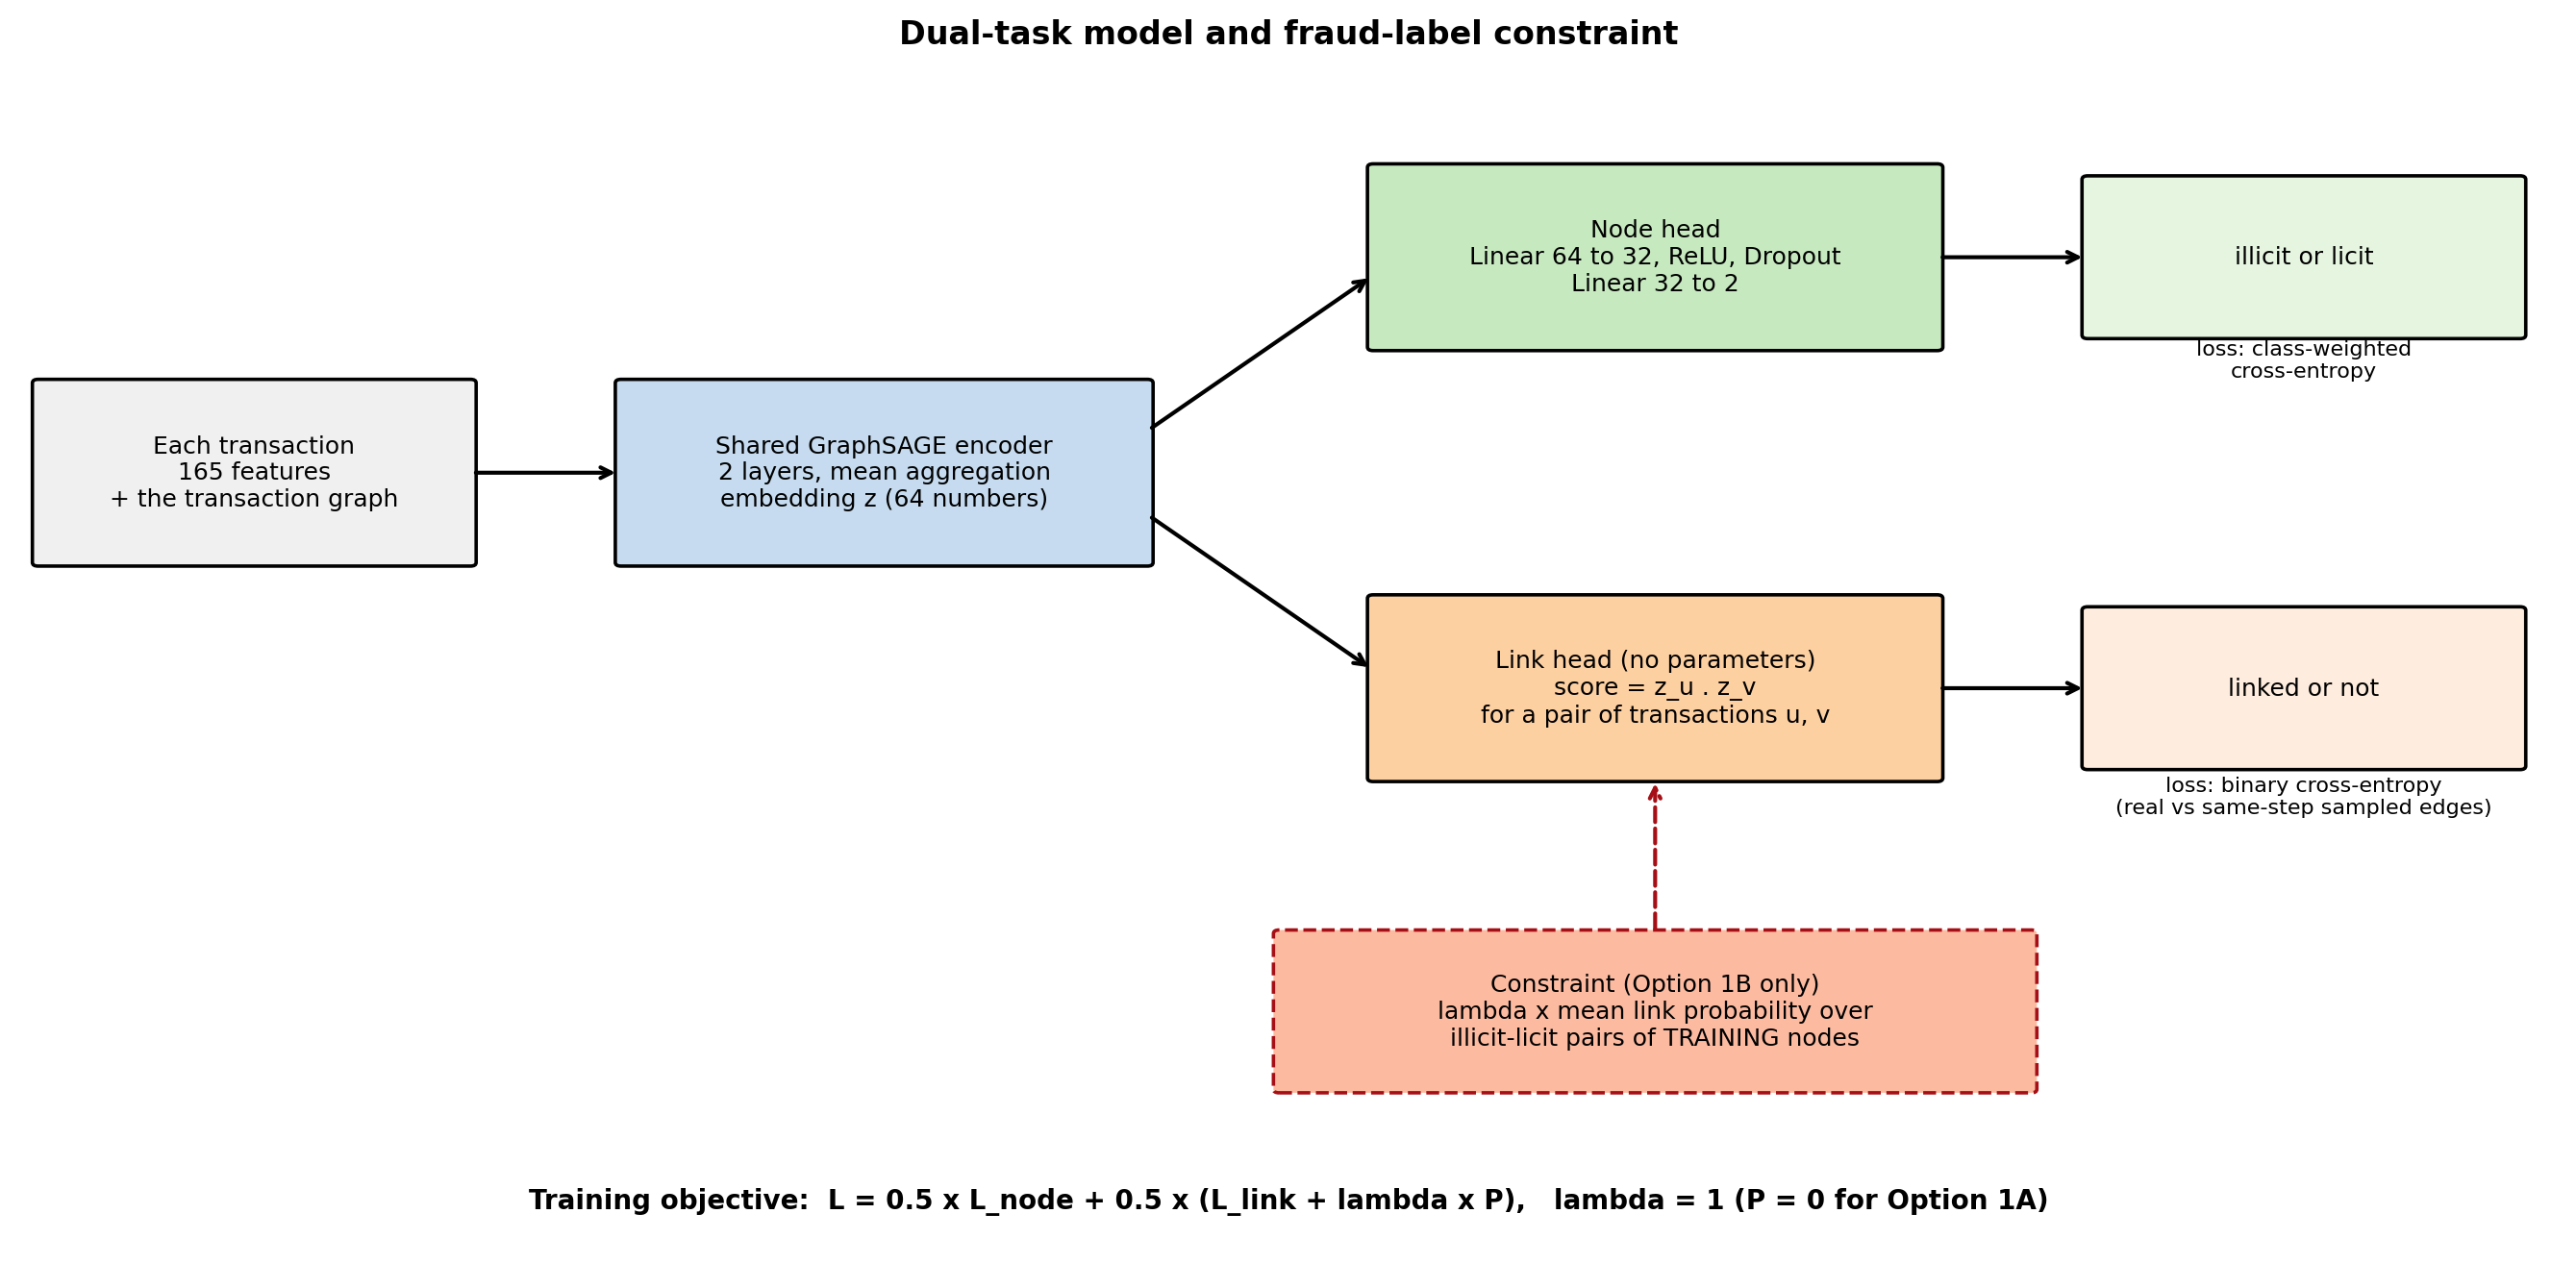 Dual-task model and fraud-label constraint
Each transaction
165 features
+ the transaction graph
Shared GraphSAGE encoder
2 layers, mean aggregation
embedding z (64 numbers)
Node head
Linear 64 to 32, ReLU, Dropout
Linear 32 to 2
illicit or licit
loss: class-weighted
cross-entropy
Link head (no parameters)
score = z_u . z_v
for a pair of transactions u, v
linked or not
loss: binary cross-entropy
(real vs same-step sampled edges)
Constraint (Option 1B only)
lambda x mean link probability over
illicit-licit pairs of TRAINING nodes
Training objective:  L = 0.5 x L_node + 0.5 x (L_link + lambda x P),   lambda = 1 (P = 0 for Option 1A)